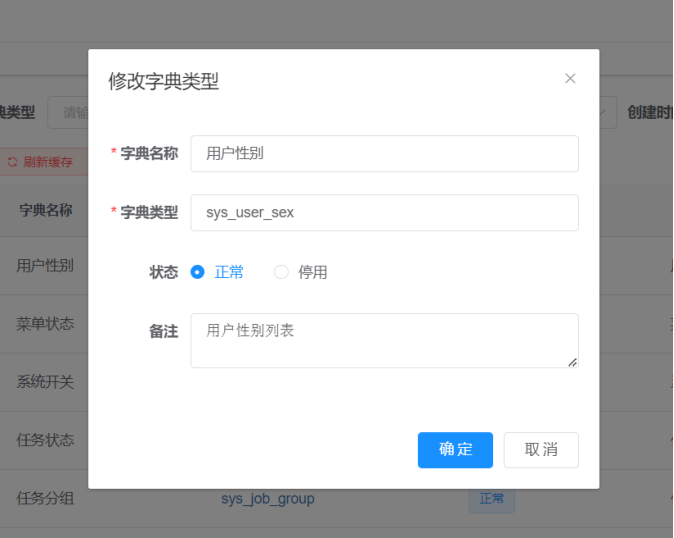 修改字典类型
典类型
请输
创建时间
刷新缓存
* 字典名称 用户性别
* 字典类型 sys_user_sex
状态 正常 停用
备注 用户性别列表
确定 取消
字典名称
用户性别
菜单状态
系统开关
任务状态
任务分组 sys_job_group 正常